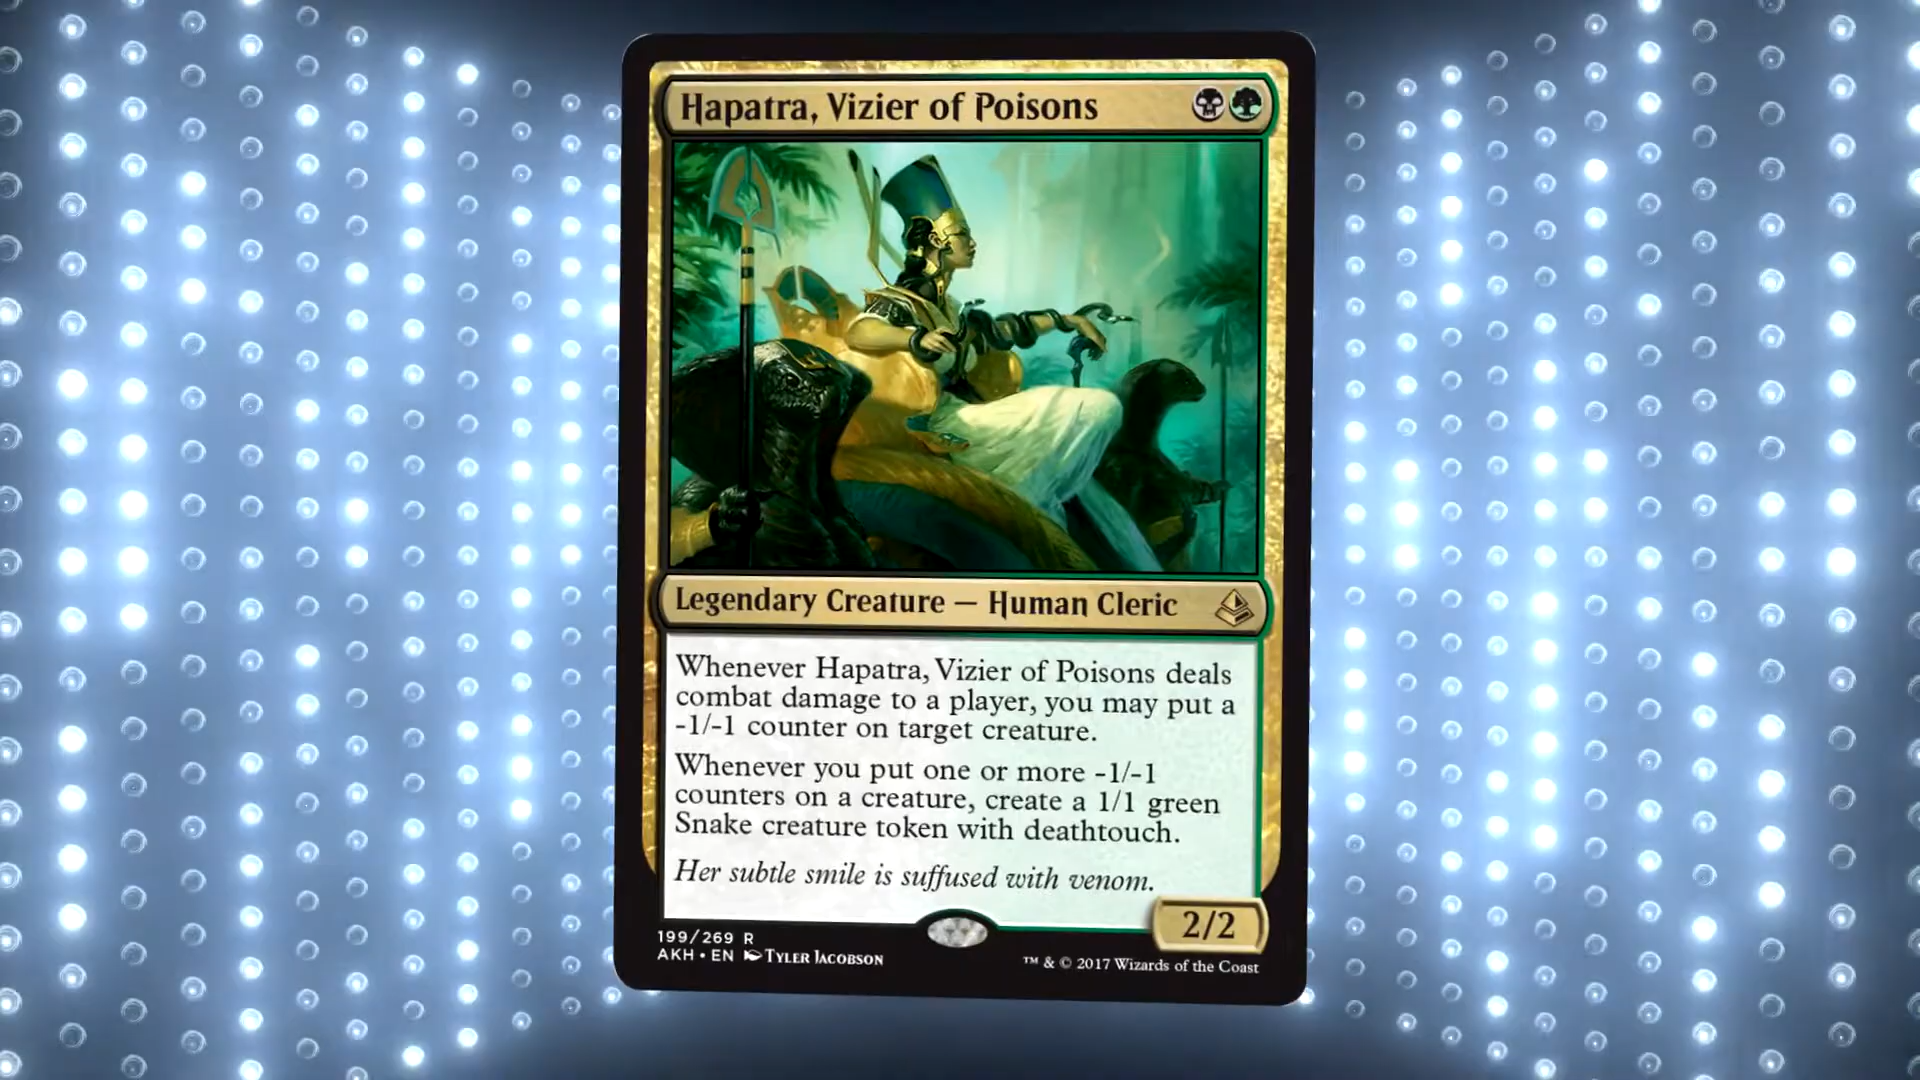 Hapatra, Vizier of Poisons
Legendary Creature — Human Cleric
Whenever Hapatra, Vizier of Poisons deals
combat damage to a player, you may put a
-1/-1 counter on target creature.
Whenever you put one or more -1/-1
counters on a creature, create a 1/1 green
Snake creature token with deathtouch.
Her subtle smile is suffused with venom.
2/2
199/269 R
AKH • EN Tyler Jacobson
™ & © 2017 Wizards of the Coast